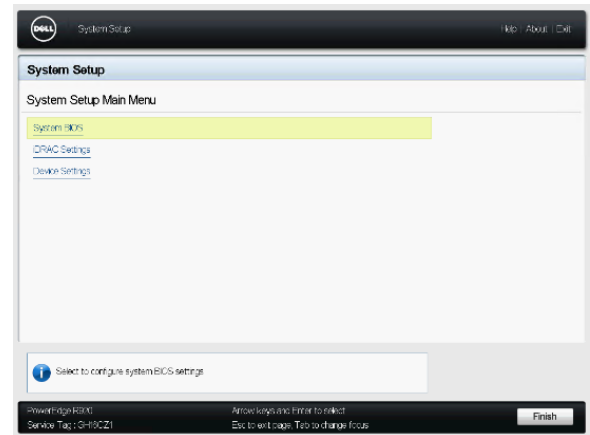 DELL System Setup Help | About | Exit
System Setup
System Setup Main Menu
System BIOS
iDRAC Settings
Device Settings
Select to configure system BIOS settings
PowerEdge Arrow keys and Enter to select
Service Tag : Esc to exit page, Tab to change focus
Finish